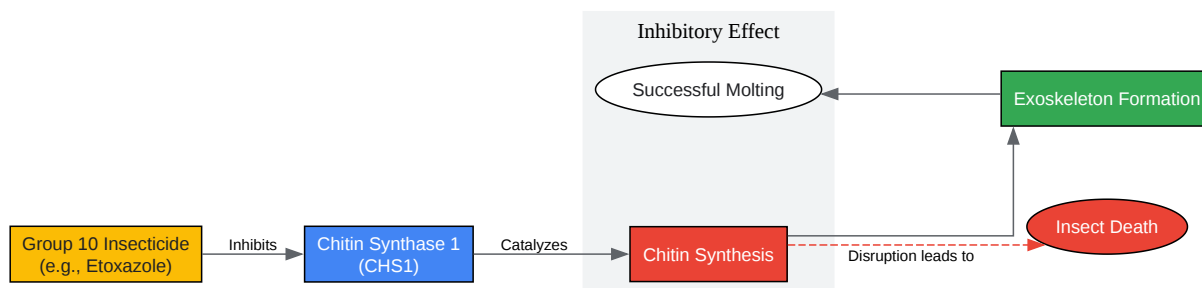 Inhibitory Effect
Successful Molting
Exoskeleton Formation
Group 10 Insecticide
(e.g., Etoxazole)
Inhibits
Chitin Synthase 1
(CHS1)
Catalyzes
Chitin Synthesis
Disruption leads to
Insect Death